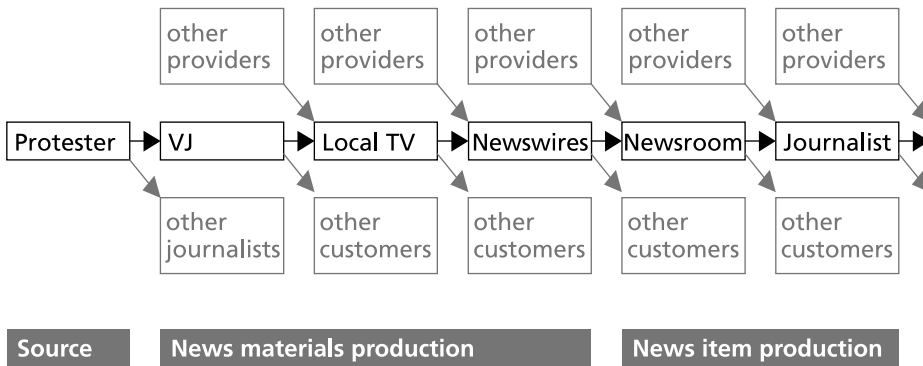 other
providers
other
providers
other
providers
other
providers
other
providers
Protester
VJ
Local TV
Newswires
Newsroom
Journalist
other
journalists
other
customers
other
customers
other
customers
other
customers
Source
News materials production
News item production